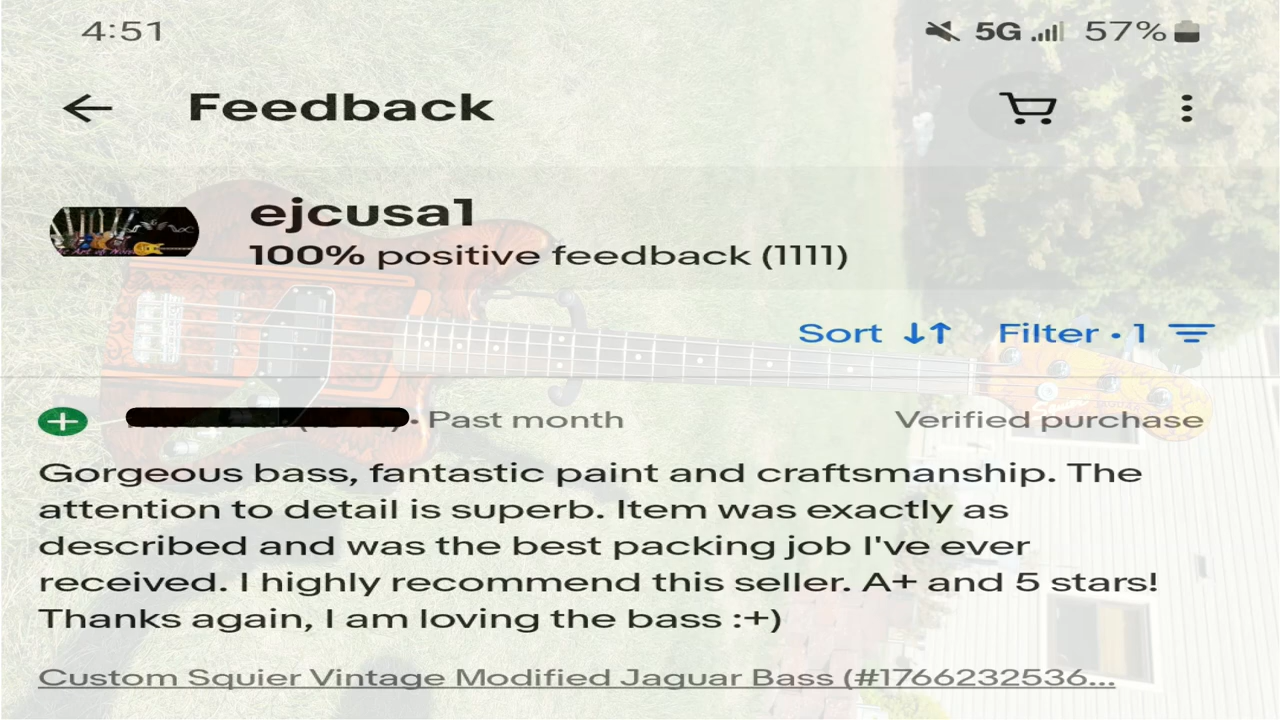 4:51 5G 57%
Feedback
ejcusa1
100% positive feedback (1111)
Sort Filter • 1
· Past month Verified purchase
Gorgeous bass, fantastic paint and craftsmanship. The
attention to detail is superb. Item was exactly as
described and was the best packing job I've ever
received. I highly recommend this seller. A+ and 5 stars!
Thanks again, I am loving the bass :+)
Custom Squier Vintage Modified Jaguar Bass (#1766232536...